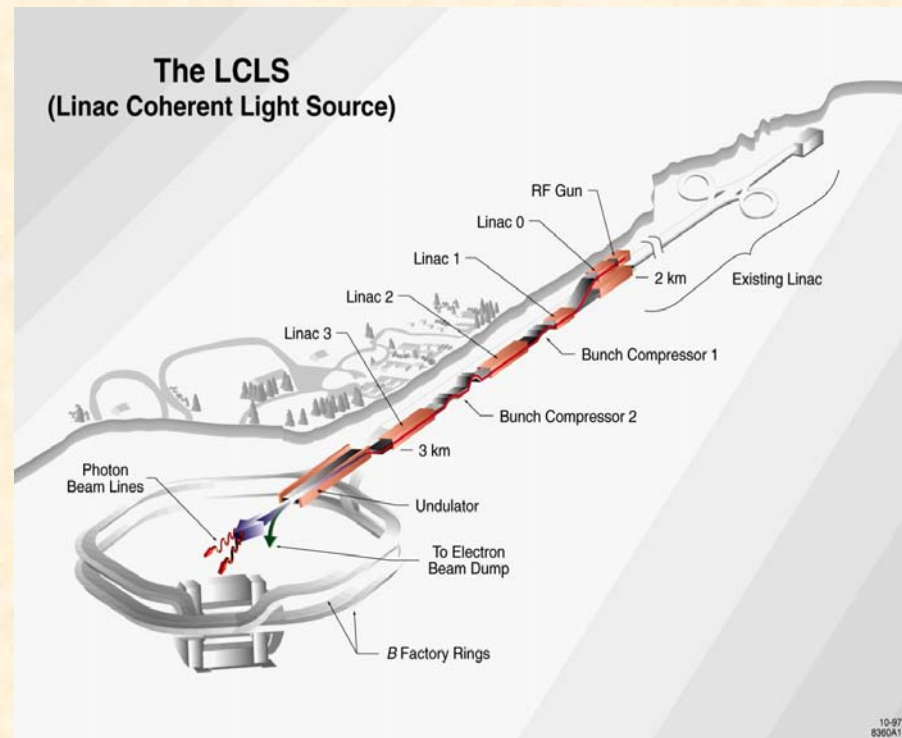 The LCLS
(Linac Coherent Light Source)
RF Gun
Linac 0
Linac 1
2 km
Existing Linac
Linac 2
Bunch Compressor 1
Linac 3
Bunch Compressor 2
3 km
Photon
Beam Lines
Undulator
To Electron
Beam Dump
B Factory Rings
10-97
8360A1